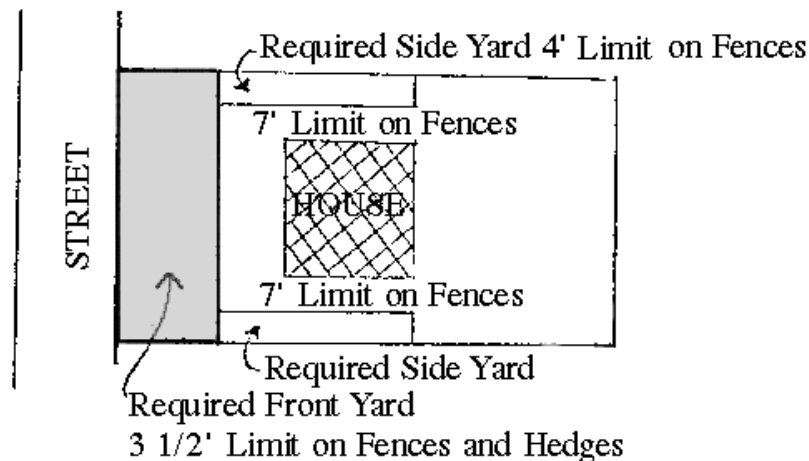 Required Side Yard 4' Limit on Fences
7' Limit on Fences
STREET
HOUSE
7' Limit on Fences
Required Side Yard
Required Front Yard
3 1/2' Limit on Fences and Hedges